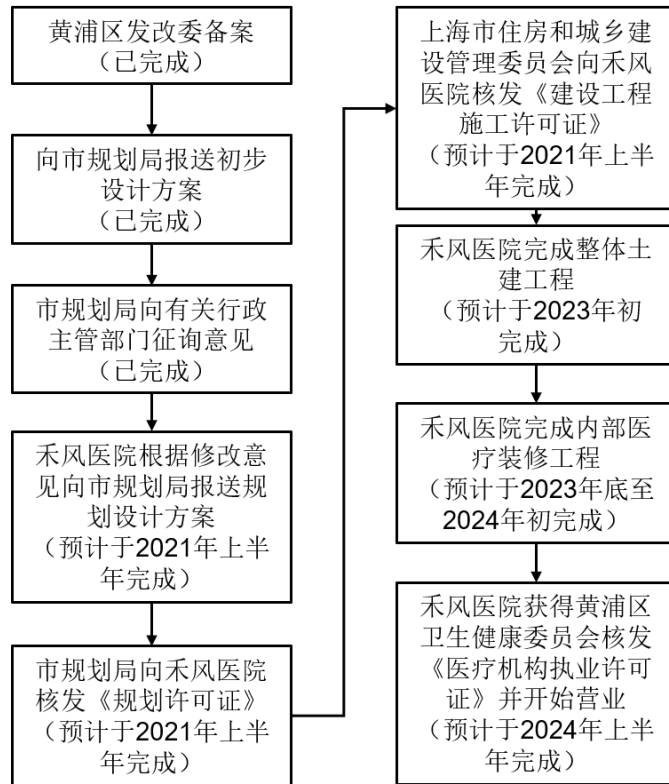 黄浦区发改委备案
（已完成）
向市规划局报送初步
设计方案
（已完成）
市规划局向有关行政
主管部门征询意见
（已完成）
禾风医院根据修改意
见向市规划局报送规
划设计方案
（预计于2021年上半
年完成）
市规划局向禾风医院
核发《规划许可证》
（预计于2021年上半
年完成）
上海市住房和城乡建
设管理委员会向禾风
医院核发《建设工程
施工许可证》
（预计于2021年上半
年完成）
禾风医院完成整体土
建工程
（预计于2023年初
完成）
禾风医院完成内部医
疗装修工程
（预计于2023年底至
2024年初完成）
禾风医院获得黄浦区
卫生健康委员会核发
《医疗机构执业许可
证》并开始营业
（预计于2024年上半
年完成）